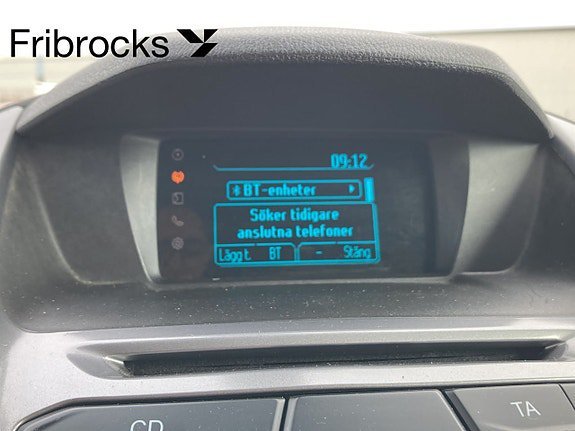 Fribrocks
09:12
BT-enheter
Söker tidigare
anslutna telefoner
Lägg t. BT - Stäng
CD
TA